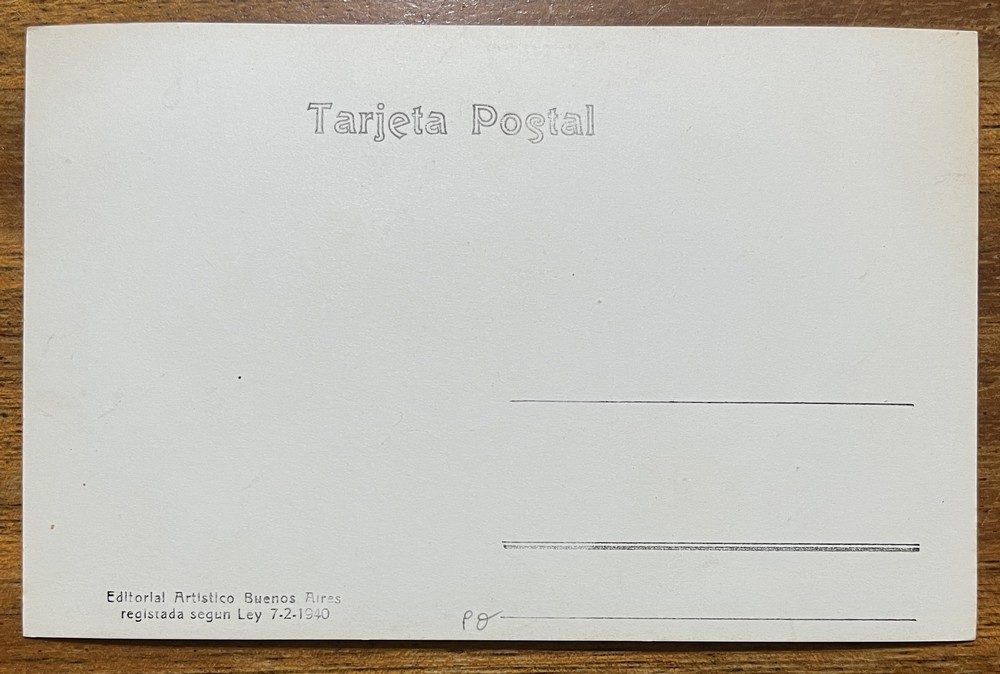 Tarjeta Postal
Editorial Artistico Buenos Aires
registada segun Ley 7-2-1940